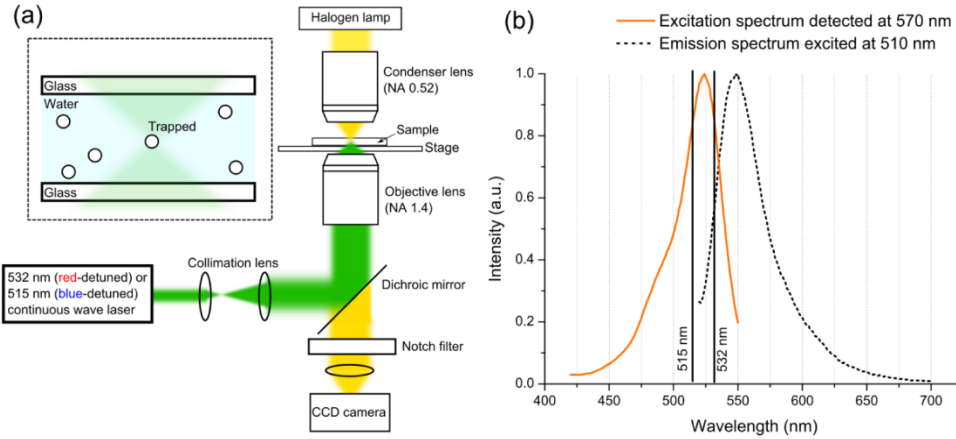 (a)
Halogen lamp
Condenser lens
(NA 0.52)
Glass
Water
Trapped
Glass
Sample
Stage
Objective lens
(NA 1.4)
Collimation lens
532 nm (red-detuned) or
515 nm (blue-detuned)
continuous wave laser
Dichroic mirror
Notch filter
CCD camera
(b)
Excitation spectrum detected at 570 nm
Emission spectrum excited at 510 nm
Intensity (a.u.)
1.0
0.8
0.6
0.4
0.2
0.0
515 nm
532 nm
400 450 500 550 600 650 700
Wavelength (nm)